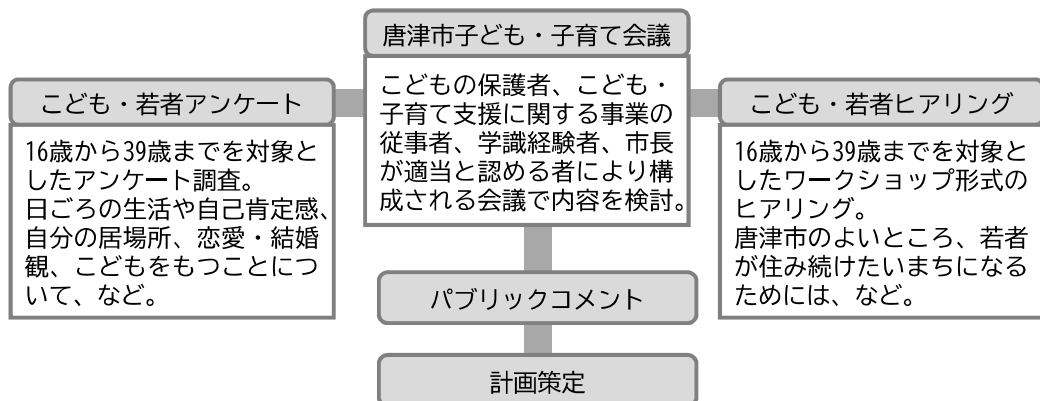 唐津市子ども・子育て会議
こどもの保護者、こども・
子育て支援に関する事業の
従事者、学識経験者、市長
が適当と認める者により構
成される会議で内容を検討。
こども・若者アンケート
16歳から39歳までを対象と
したアンケート調査。
日ごろの生活や自己肯定感、
自分の居場所、恋愛・結婚
観、こどもをもつことにつ
いて、など。
こども・若者ヒアリング
16歳から39歳までを対象と
したワークショップ形式の
ヒアリング。
唐津市のよいところ、若者
が住み続けたいまちになる
ためには、など。
パブリックコメント
計画策定